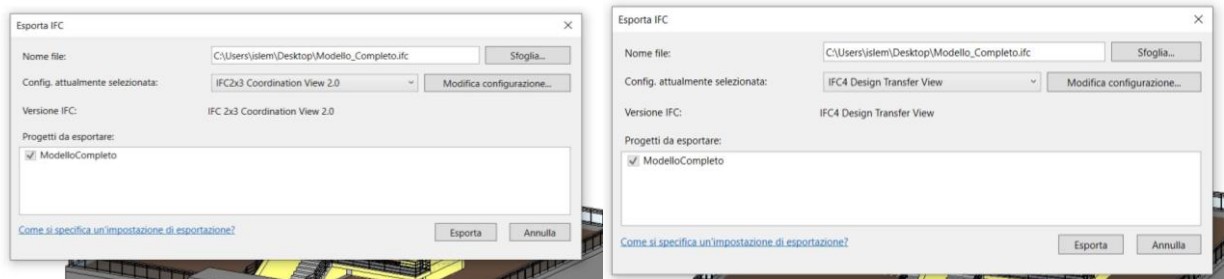 Esporta IFC
Nome file: C:\Users\islem\Desktop\Modello_Completo.ifc Sfoglia...
Config. attualmente selezionata: IFC2x3 Coordination View 2.0 Modifica configurazione...
Versione IFC: IFC 2x3 Coordination View 2.0
Progetti da esportare:
ModelloCompleto
Come si specifica un'impostazione di esportazione? Esporta Annulla
Esporta IFC
Nome file: C:\Users\islem\Desktop\Modello_Completo.ifc Sfoglia...
Config. attualmente selezionata: IFC4 Design Transfer View Modifica configurazione...
Versione IFC: IFC4 Design Transfer View
Progetti da esportare:
ModelloCompleto
Come si specifica un'impostazione di esportazione? Esporta Annulla